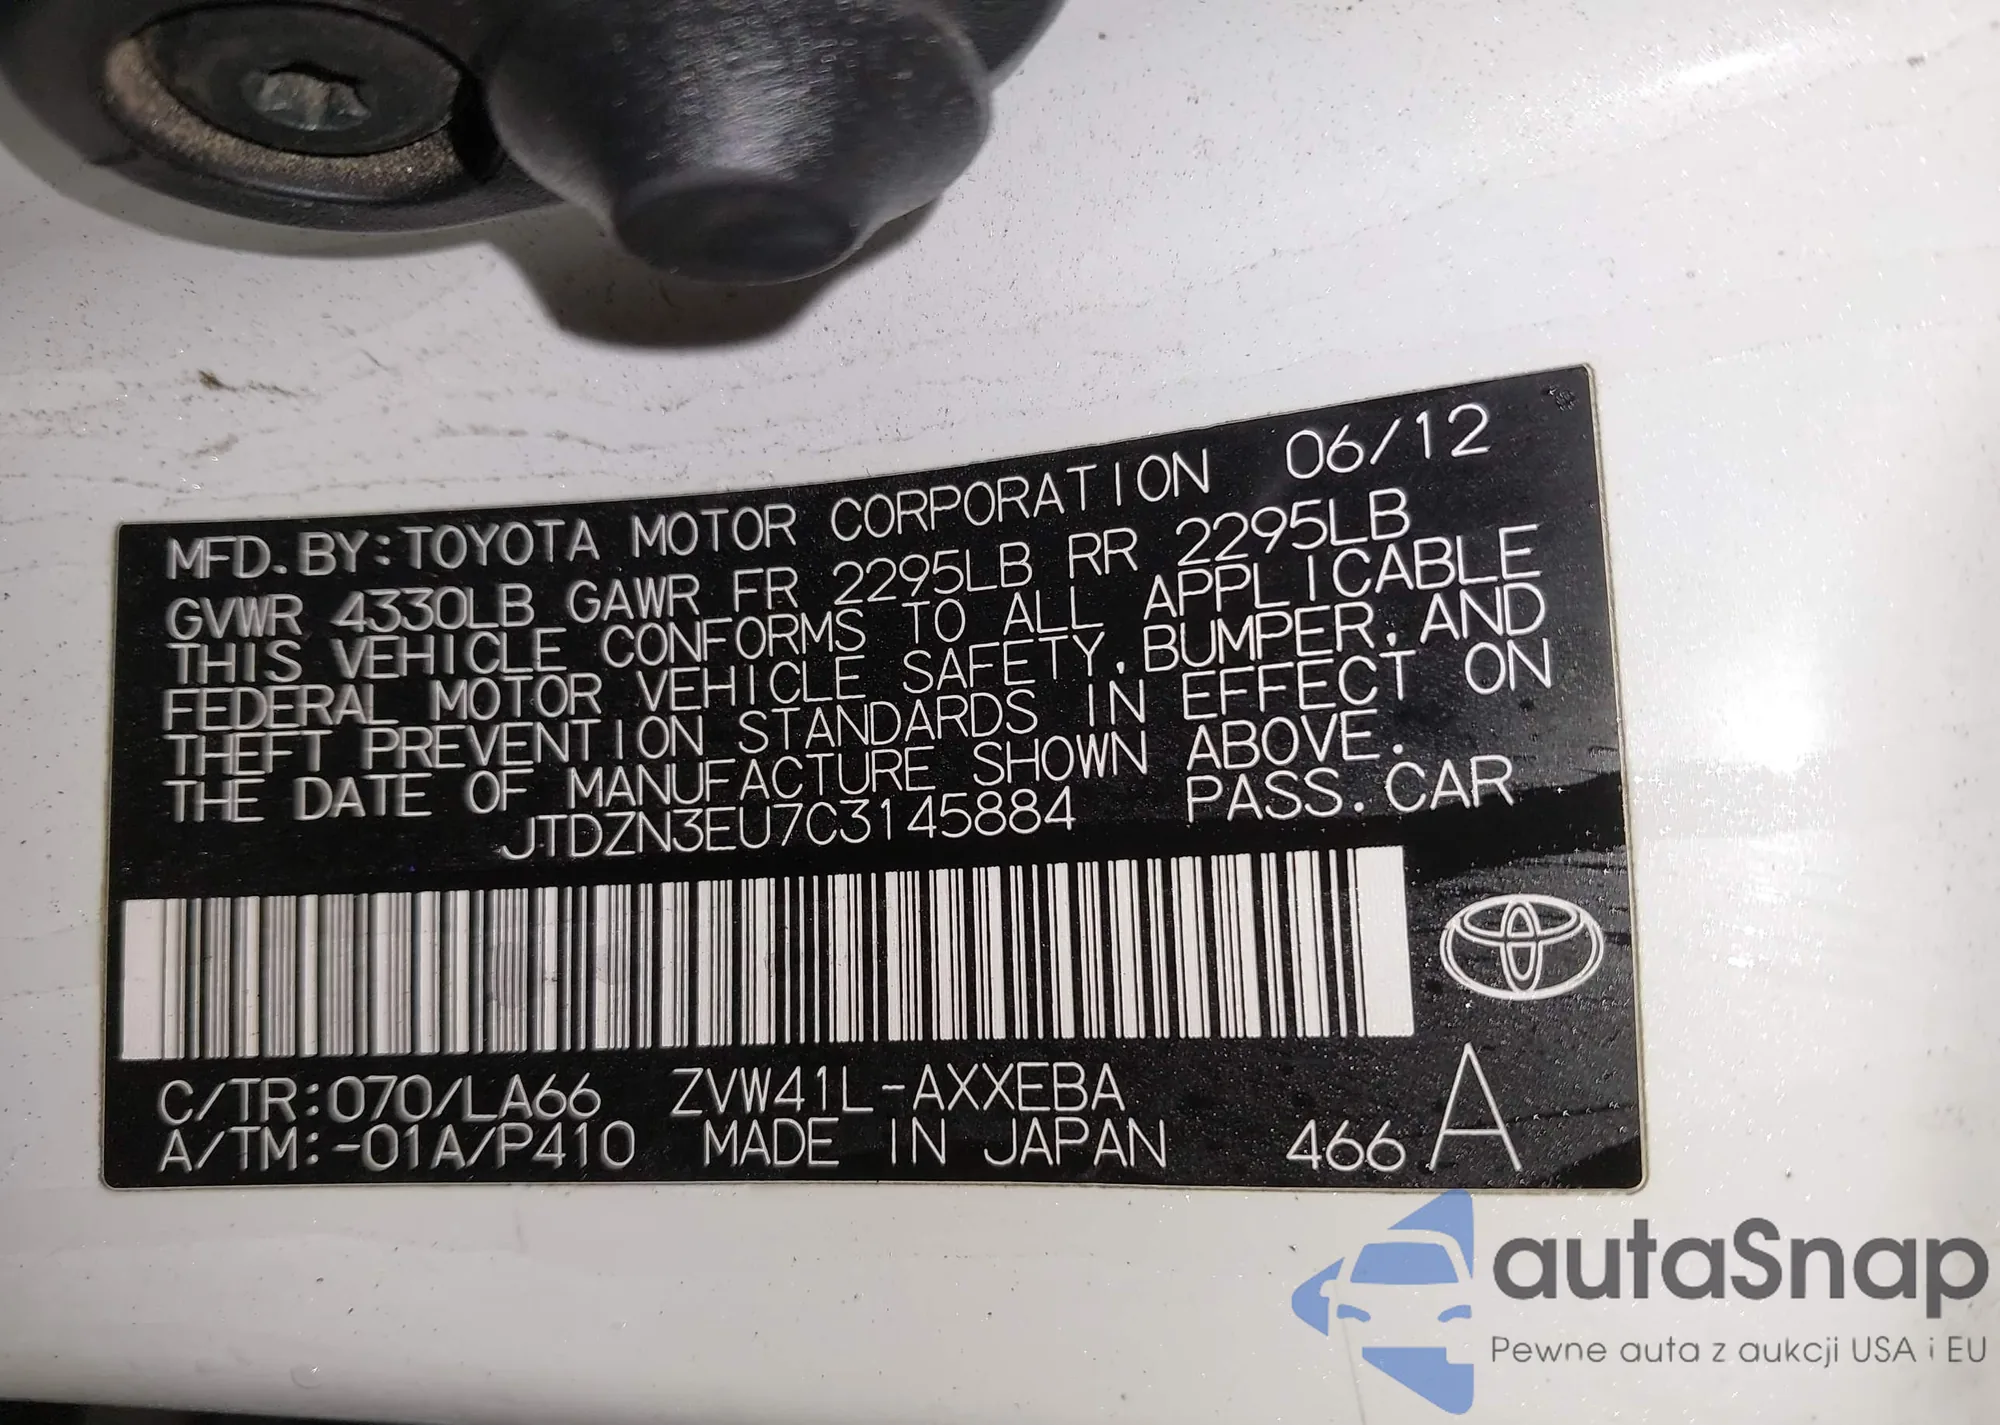 MFD. BY: TOYOTA MOTOR CORPORATION 06/12
GVWR 4330LB GAWR FR 2295LB RR 2295LB
THIS VEHICLE CONFORMS TO ALL APPLICABLE
FEDERAL MOTOR VEHICLE SAFETY, BUMPER, AND
THEFT PREVENTION STANDARDS IN EFFECT ON
THE DATE OF MANUFACTURE SHOWN ABOVE.
JTDZN3EU7C3145884 PASS. CAR
C/TR:070/LA66 ZVW41L-AXXEBA
A/TM:-01A/P410 MADE IN JAPAN 466 A
autaSnap
Pewne auta z aukcji USA i EU